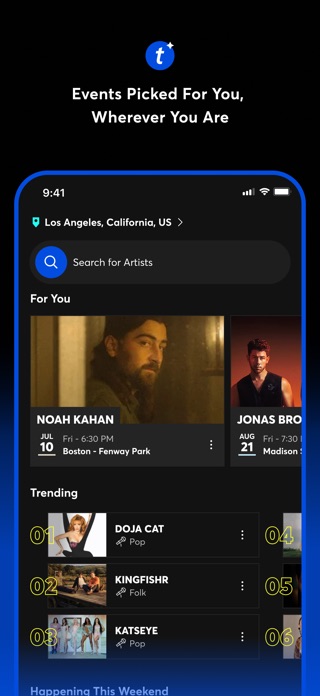 t
Events Picked For You,
Wherever You Are
9:41
Los Angeles, California, US
Search for Artists
For You
NOAH KAHAN
JUL
10
Fri - 6:30 PM
Boston - Fenway Park
JONAS BRO
AUG
21
Fri - 7:30
Madison S
Trending
01
DOJA CAT
Pop
02
KINGFISHR
Folk
03
KATSEYE
Pop
04
05
06
Happening This Weekend